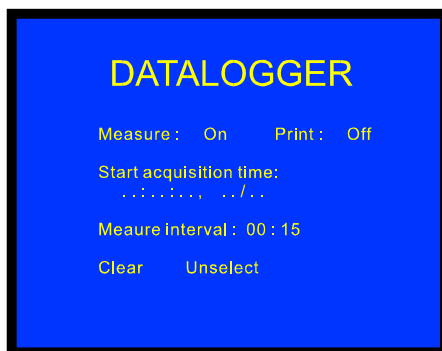 DATALOGGER
Measure: On Print: Off
Start acquisition time:
..:..:.., ../..
Meaure interval: 00:15
Clear Unselect